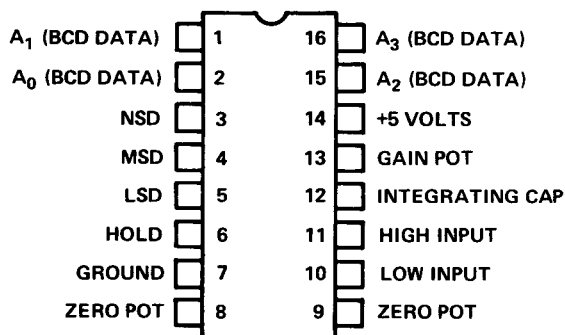 A1 (BCD DATA) 1 16 A3 (BCD DATA)
A0 (BCD DATA) 2 15 A2 (BCD DATA)
NSD 3 14 +5 VOLTS
MSD 4 13 GAIN POT
LSD 5 12 INTEGRATING CAP
HOLD 6 11 HIGH INPUT
GROUND 7 10 LOW INPUT
ZERO POT 8 9 ZERO POT